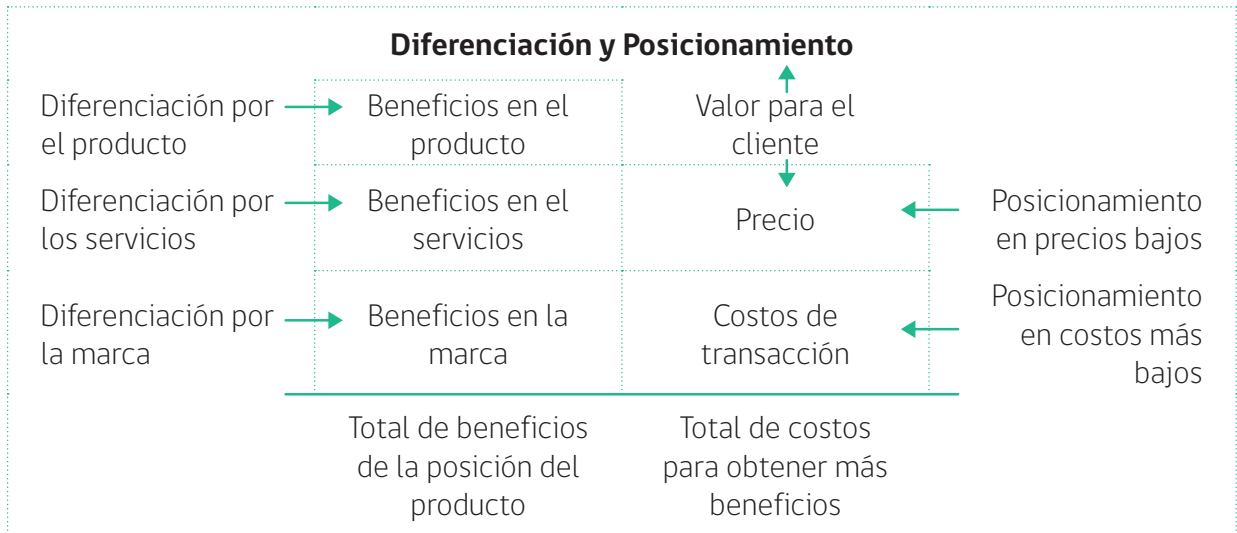 Diferenciación y Posicionamiento
Diferenciación por
el producto
Beneficios en el
producto
Valor para el
cliente
Diferenciación por
los servicios
Beneficios en el
servicios
Precio
Posicionamiento
en precios bajos
Diferenciación por
la marca
Beneficios en la
marca
Costos de
transacción
Posicionamiento
en costos más
bajos
Total de beneficios
de la posición del
producto
Total de costos
para obtener más
beneficios